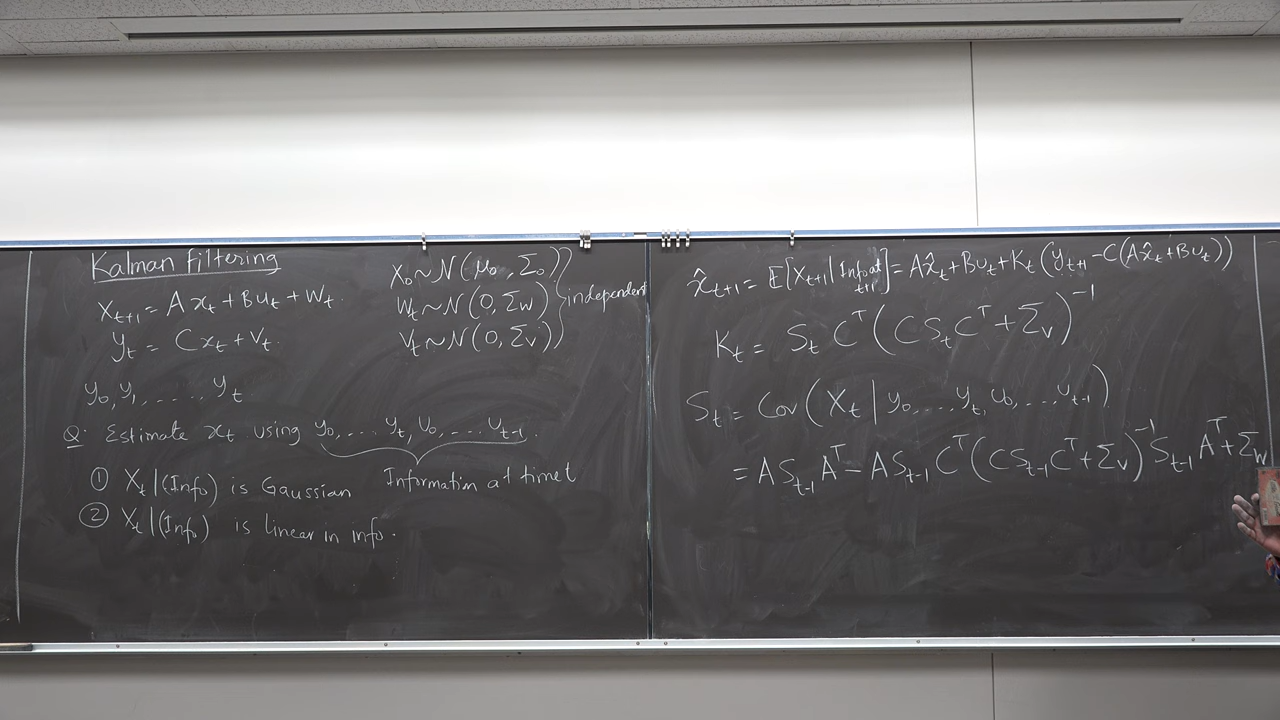 Kalman Filtering
X_{t+1} = A x_t + B u_t + W_t.
y_t = C x_t + V_t.
X_0 ~ N(μ_0, Σ_0)
W_t ~ N(0, Σ_W)
V_t ~ N(0, Σ_V)
independent
y_0, y_1, ..... y_t
Q: Estimate x_t using y_0, .... y_t, u_0, .... u_{t-1}.
Information at time t
① X_t | (Info) is Gaussian
② X_t | (Info) is linear in info.
x̂_{t+1} = E[X_{t+1} | Info at t+1] = A x̂_t + B u_t + K_t (y_{t+1} - C(A x̂_t + B u_t))
K_t = S_t C^T (C S_t C^T + Σ_V)^{-1}
S_t = Cov(X_t | y_0, ..., y_t, u_0, ..., u_{t-1})
= A S_{t-1} A^T - A S_{t-1} C^T (C S_{t-1} C^T + Σ_V)^{-1} S_{t-1} A^T + Σ_W